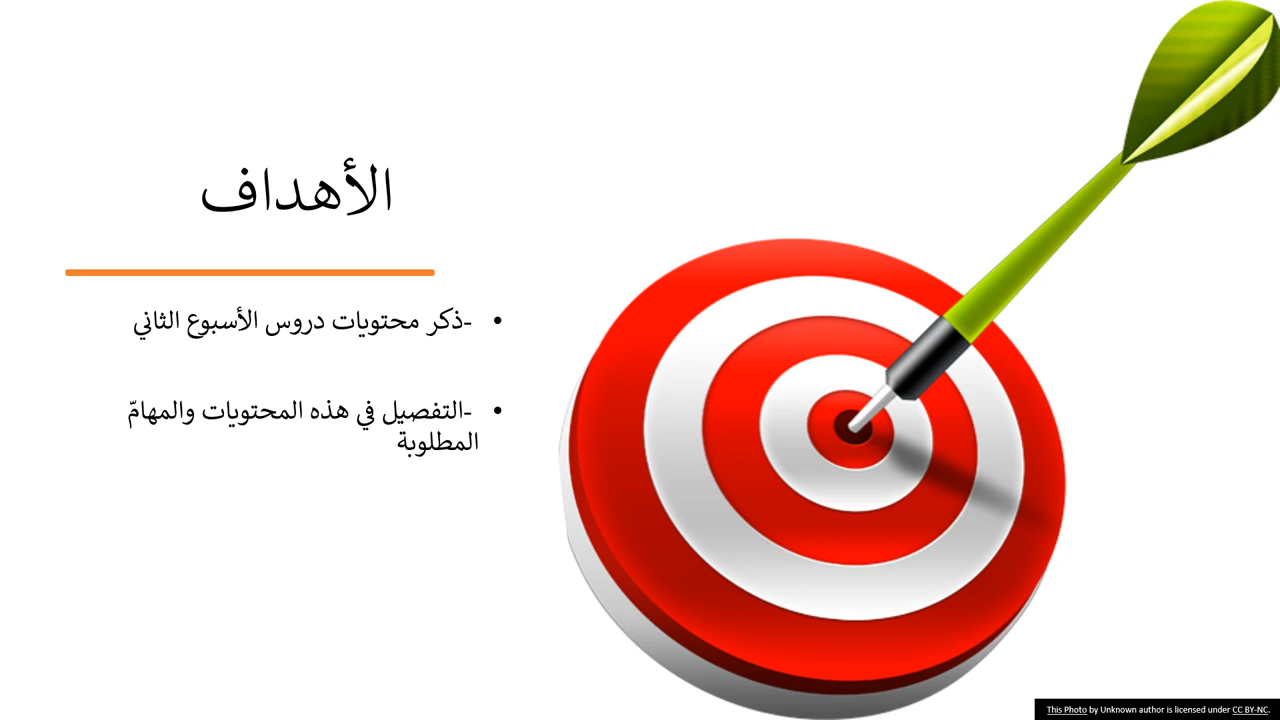 الأهداف
• -ذكر محتويات دروس الأسبوع الثاني
• -التفصيل في هذه المحتويات والمهامّ
المطلوبة
This Photo by Unknown author is licensed under CC BY-NC.